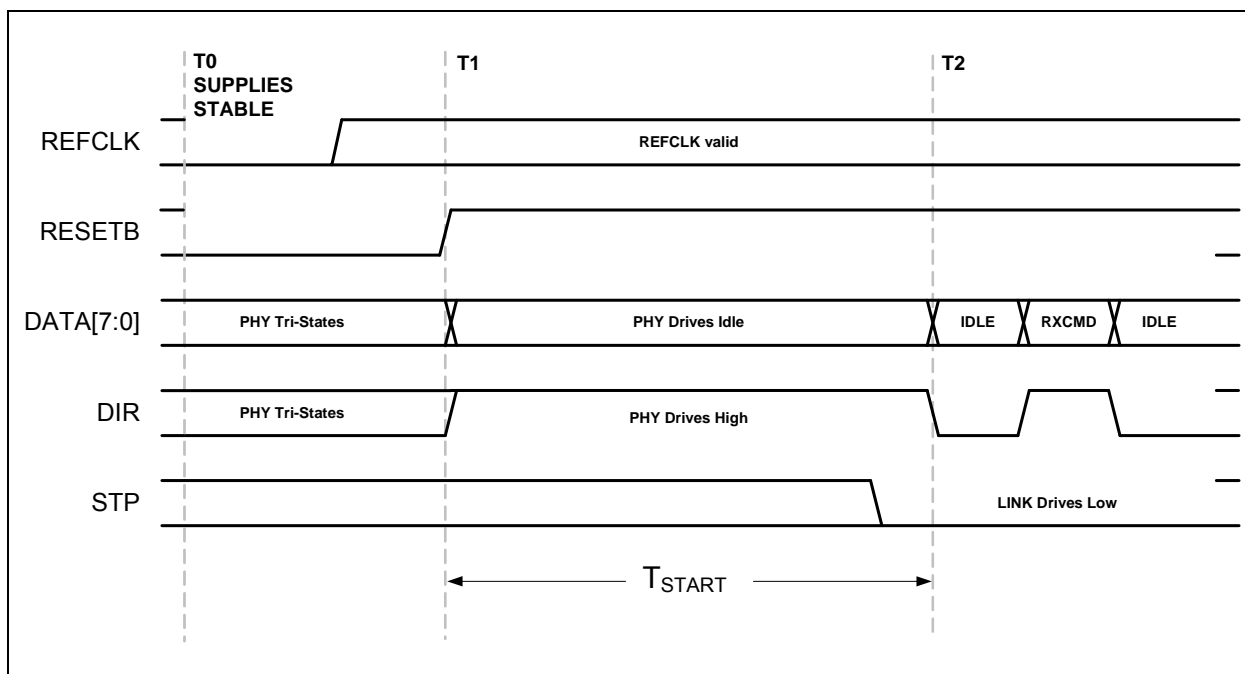 T0
SUPPLIES
STABLE
T1
T2
REFCLK
REFCLK valid
RESETB
DATA[7:0]
PHY Tri-States
PHY Drives Idle
IDLE
RXCMD
IDLE
DIR
PHY Tri-States
PHY Drives High
STP
LINK Drives Low
TSTART